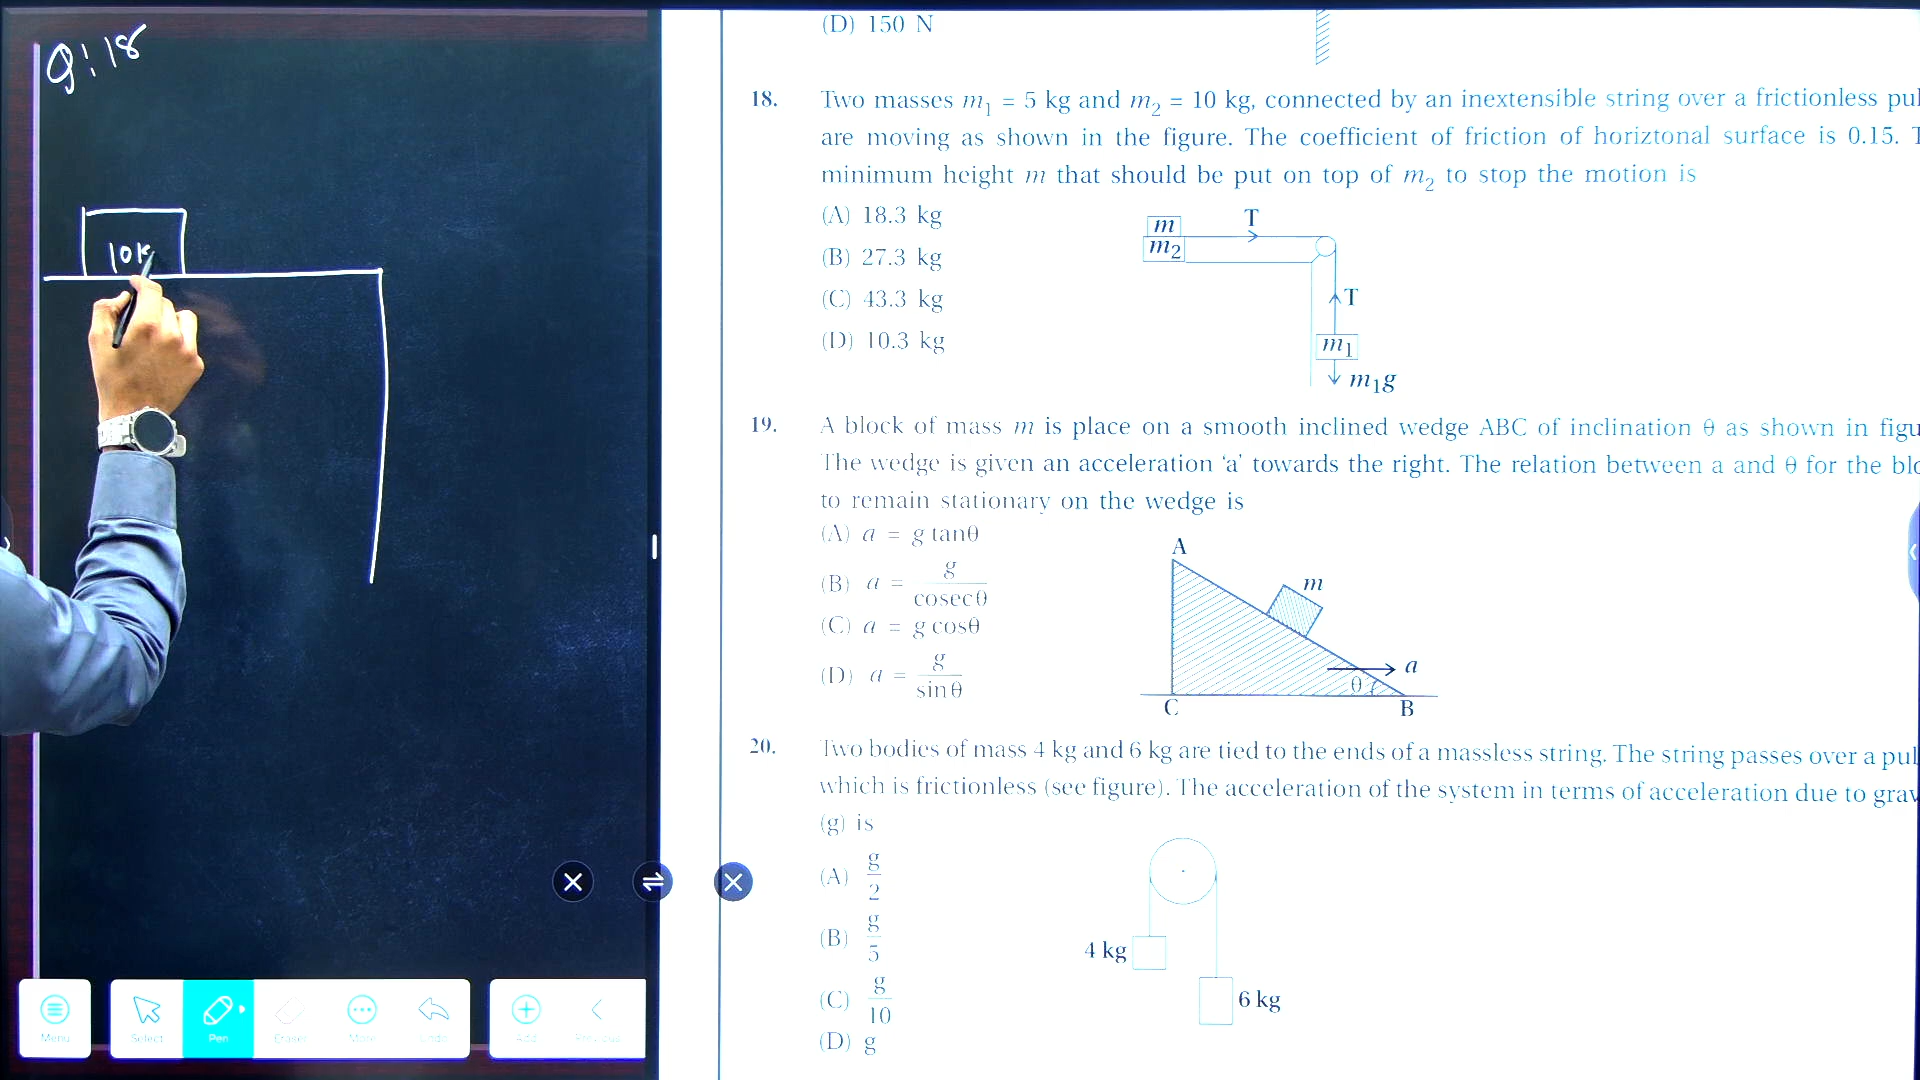 Q:18
10K
Menu
Select
Pen
Eraser
More
Undo
Add
Previous
(D) 150 N
18. Two masses m₁ = 5 kg and m₂ = 10 kg, connected by an inextensible string over a frictionless pul
are moving as shown in the figure. The coefficient of friction of horiztonal surface is 0.15. T
minimum height m that should be put on top of m₂ to stop the motion is
(A) 18.3 kg
(B) 27.3 kg
(C) 43.3 kg
(D) 10.3 kg
m
m₂
T
T
m₁
m₁g
19. A block of mass m is place on a smooth inclined wedge ABC of inclination θ as shown in figu
The wedge is given an acceleration ‘a’ towards the right. The relation between a and θ for the blo
to remain stationary on the wedge is
(A) a = g tanθ
(B) a = g/cosecθ
(C) a = g cosθ
(D) a = g/sinθ
A
m
a
θ
C
B
20. Two bodies of mass 4 kg and 6 kg are tied to the ends of a massless string. The string passes over a pul
which is frictionless (see figure). The acceleration of the system in terms of acceleration due to grav
(g) is
(A) g/2
(B) g/5
(C) g/10
(D) g
4 kg
6 kg